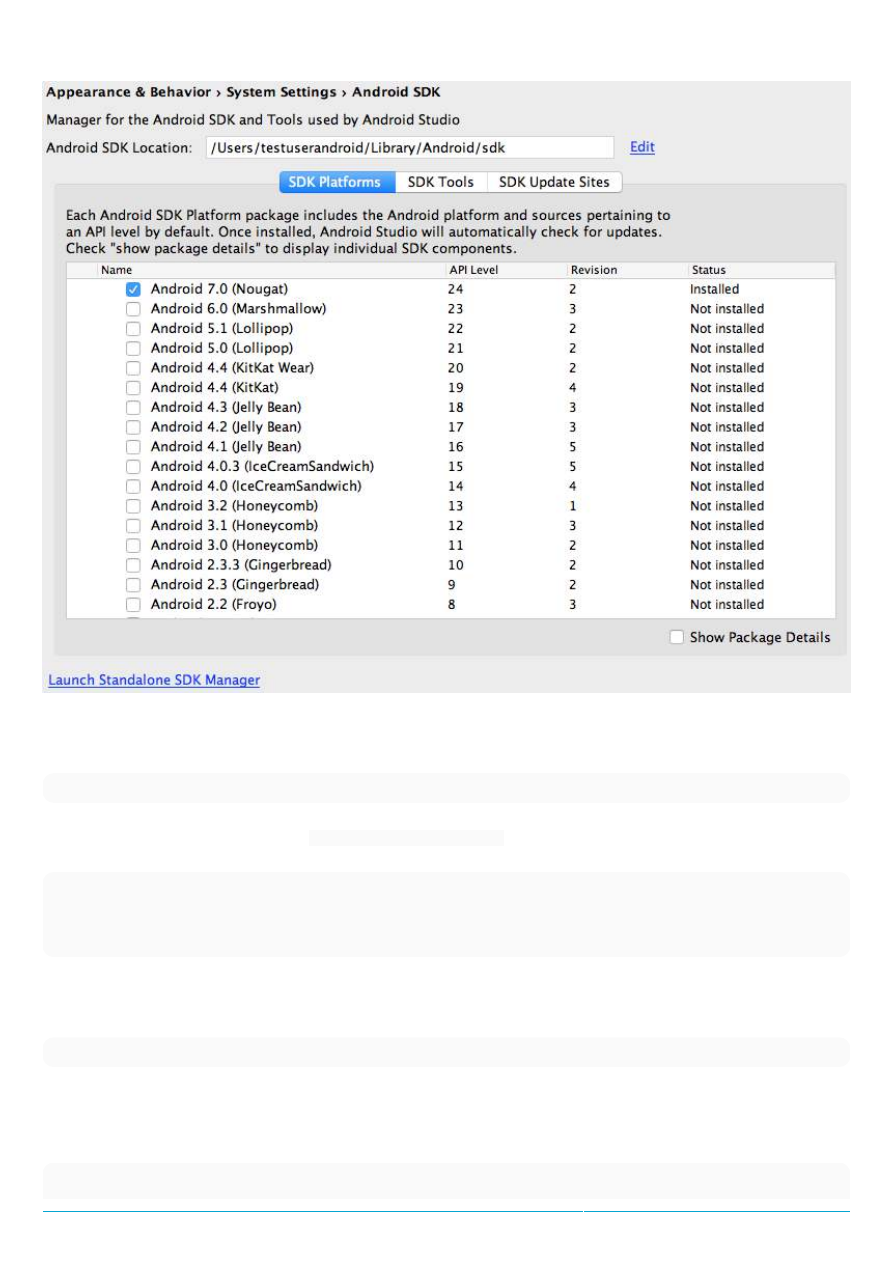 Appearance & Behavior › System Settings › Android SDK
Manager for the Android SDK and Tools used by Android Studio
Android SDK Location: /Users/testuserandroid/Library/Android/sdk Edit
SDK Platforms SDK Tools SDK Update Sites
Each Android SDK Platform package includes the Android platform and sources pertaining to
an API level by default. Once installed, Android Studio will automatically check for updates.
Check "show package details" to display individual SDK components.
Name API Level Revision Status
Android 7.0 (Nougat) 24 2 Installed
Android 6.0 (Marshmallow) 23 3 Not installed
Android 5.1 (Lollipop) 22 2 Not installed
Android 5.0 (Lollipop) 21 2 Not installed
Android 4.4 (KitKat Wear) 20 2 Not installed
Android 4.4 (KitKat) 19 4 Not installed
Android 4.3 (Jelly Bean) 18 3 Not installed
Android 4.2 (Jelly Bean) 17 3 Not installed
Android 4.1 (Jelly Bean) 16 5 Not installed
Android 4.0.3 (IceCreamSandwich) 15 5 Not installed
Android 4.0 (IceCreamSandwich) 14 4 Not installed
Android 3.2 (Honeycomb) 13 1 Not installed
Android 3.1 (Honeycomb) 12 3 Not installed
Android 3.0 (Honeycomb) 11 2 Not installed
Android 2.3.3 (Gingerbread) 10 2 Not installed
Android 2.3 (Gingerbread) 9 2 Not installed
Android 2.2 (Froyo) 8 3 Not installed
Show Package Details
Launch Standalone SDK Manager